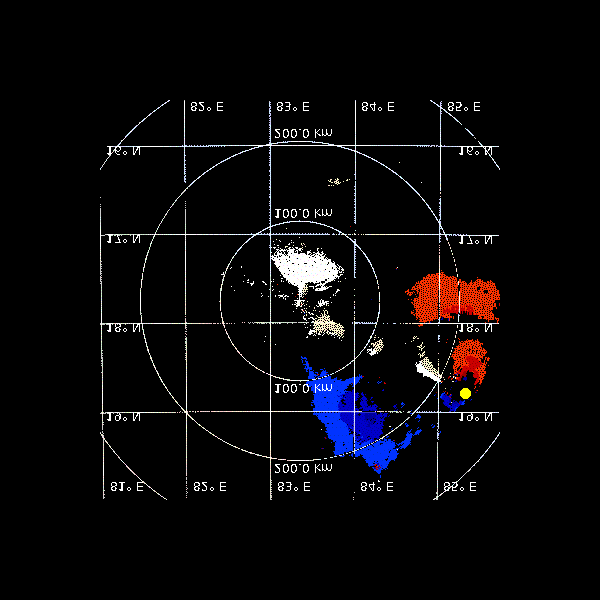 82° E 83° E 84° E 85° E
200.0 km
16° N 16° N
100.0 km
17° N 17° N
18° N 18° N
100.0 km
19° N 19° N
200.0 km
81° E 82° E 83° E 84° E 85° E